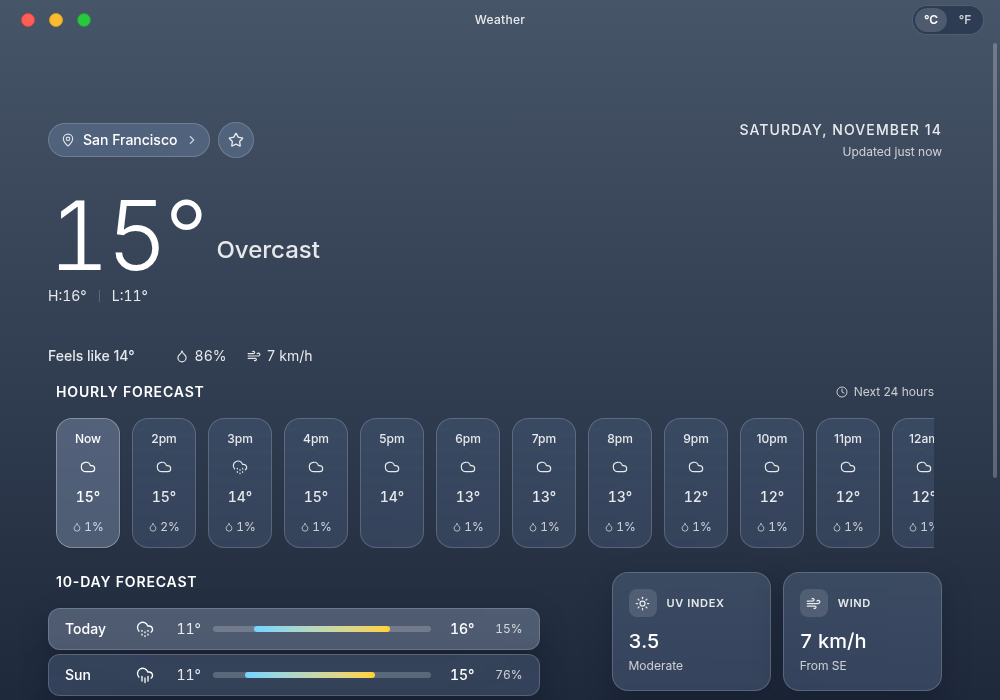 Weather
°C °F
San Francisco
SATURDAY, NOVEMBER 14
Updated just now
15° Overcast
H:16° L:11°
Feels like 14° 86% 7 km/h
HOURLY FORECAST Next 24 hours
Now 2pm 3pm 4pm 5pm 6pm 7pm 8pm 9pm 10pm 11pm 12am
15° 15° 14° 15° 14° 13° 13° 13° 12° 12° 12° 12°
1% 2% 1% 1% 1% 1% 1% 1% 1% 1% 1%
10-DAY FORECAST
Today 11° 16° 15%
Sun 11° 15° 76%
UV INDEX
3.5
Moderate
WIND
7 km/h
From SE